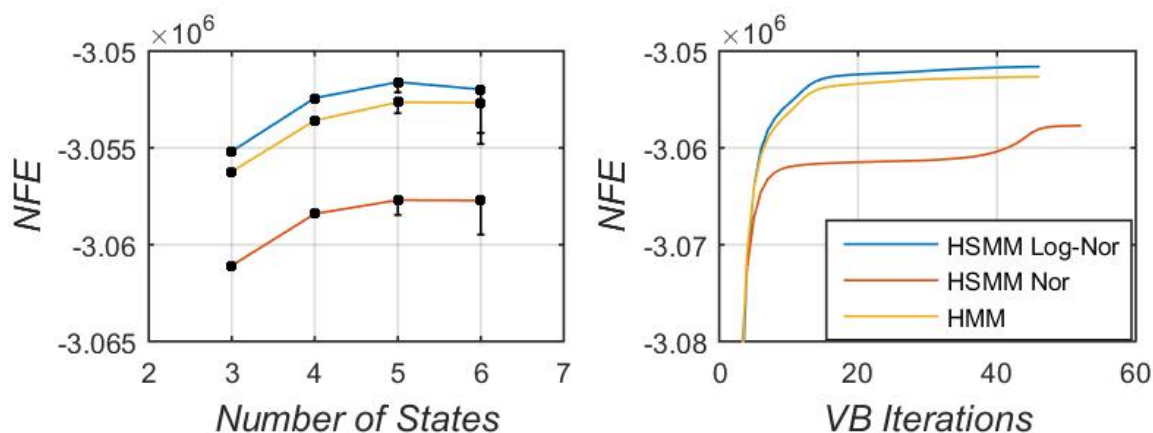 ×10⁶
-3.05
-3.055
-3.06
-3.065
NFE
2 3 4 5 6 7
Number of States
×10⁶
-3.05
-3.06
-3.07
-3.08
NFE
HSMM Log-Nor
HSMM Nor
HMM
0 20 40 60
VB Iterations